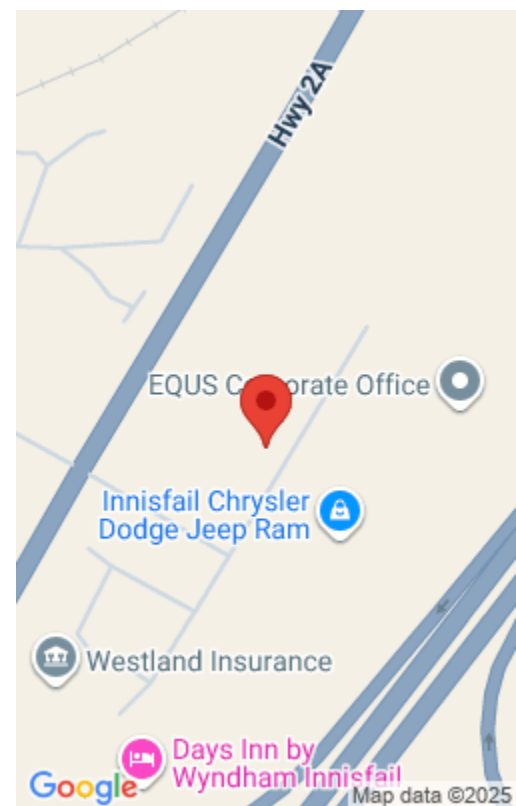 Hwy 2A
EQUS Corporate Office
Innisfail Chrysler
Dodge Jeep Ram
Westland Insurance
Days Inn by
Wyndham Innisfail
Google
Map data ©2025